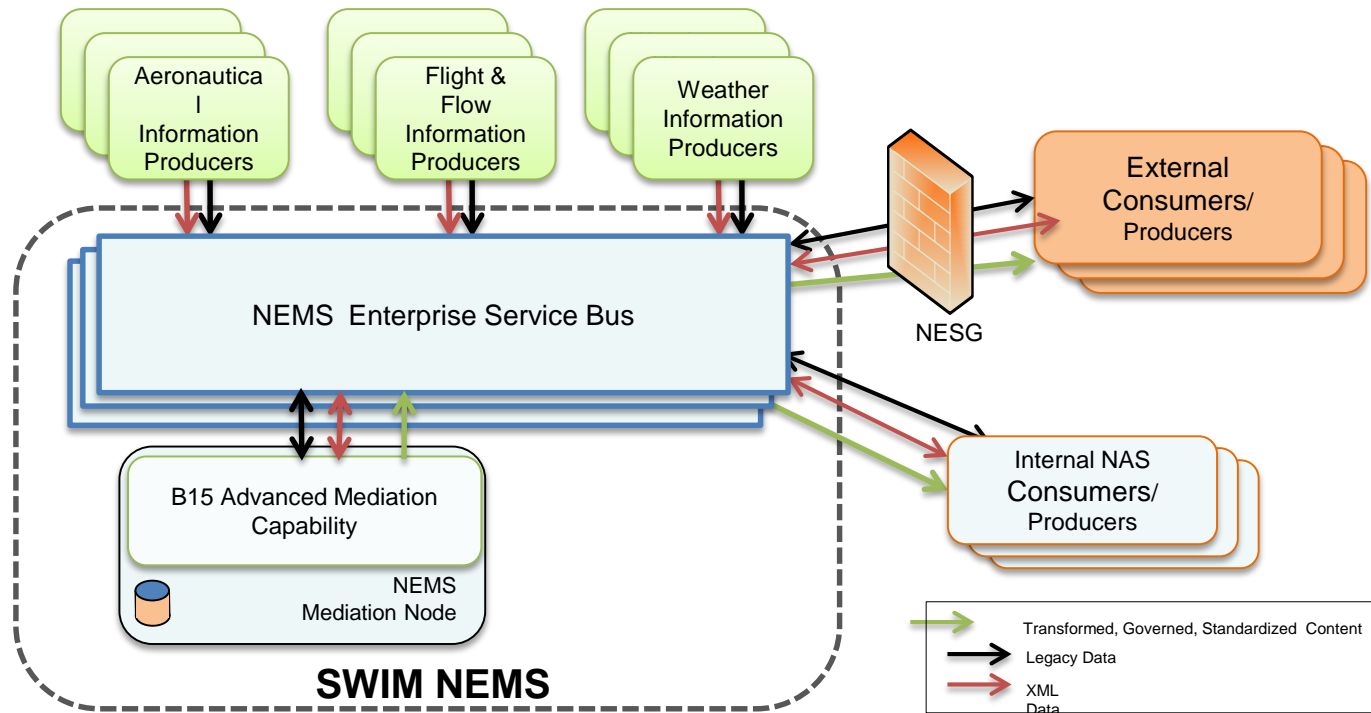 Aeronautica
l
Information
Producers
Flight &
Flow
Information
Producers
Weather
Information
Producers
External
Consumers/
Producers
NEMS Enterprise Service Bus
NESG
Internal NAS
Consumers/
Producers
B15 Advanced Mediation
Capability
NEMS
Mediation Node
SWIM NEMS
Transformed, Governed, Standardized Content
Legacy Data
XML
Data